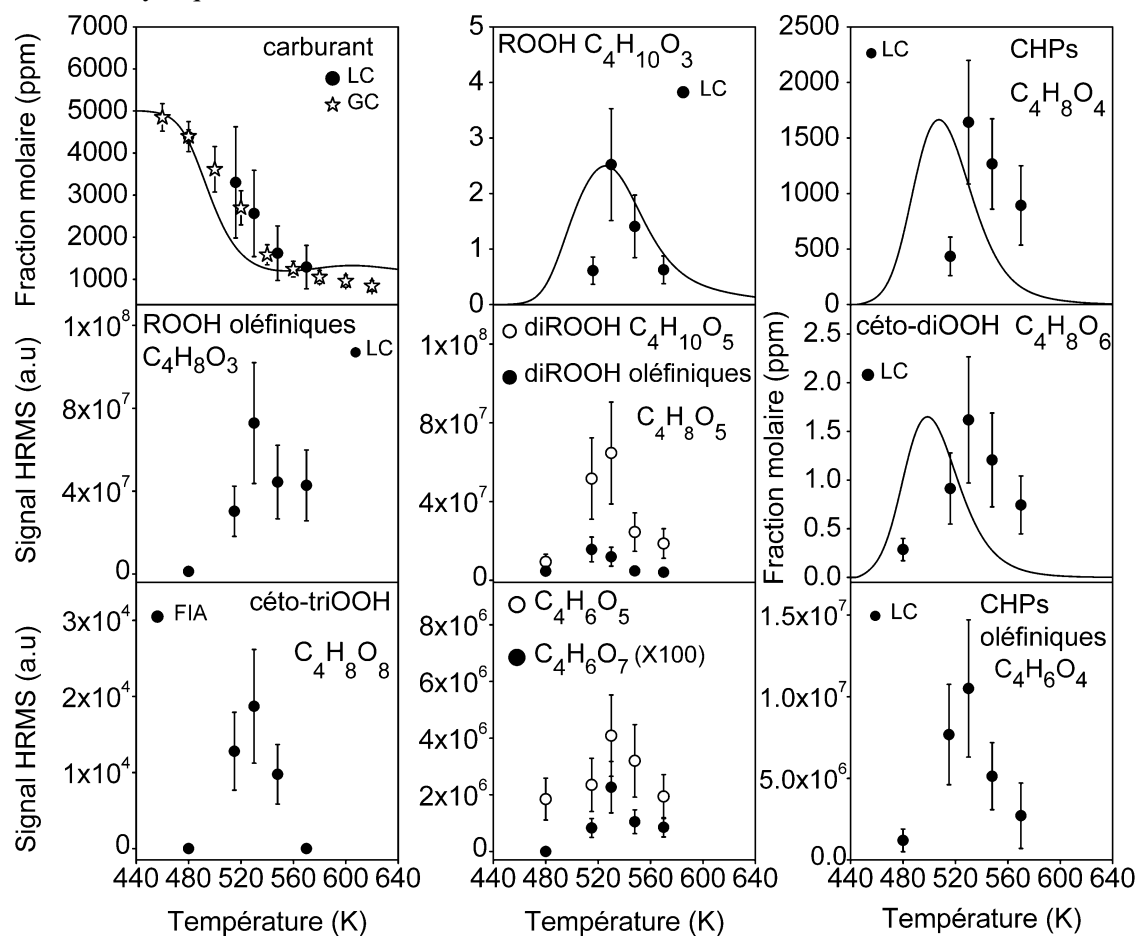 Fraction molaire (ppm)
7000
6000
5000
4000
3000
2000
1000
carburant
LC
GC
5
4
3
2
1
0
ROOH C4H10O3
LC
2500
2000
1500
1000
500
0
LC
CHPs
C4H8O4
Signal HRMS (a.u)
1x10^8
8x10^7
4x10^7
0
ROOH oléfiniques
C4H8O3
LC
1x10^8
8x10^7
4x10^7
0
diROOH C4H10O5
diROOH oléfiniques
C4H8O5
Fraction molaire (ppm)
2.5
2.0
1.5
1.0
0.5
0.0
céto-diOOH C4H8O6
LC
Signal HRMS (a.u)
3x10^4
2x10^4
1x10^4
0
FIA
céto-triOOH
C4H8O8
8x10^6
6x10^6
4x10^6
2x10^6
0
C4H6O5
C4H6O7 (X100)
1.5x10^7
1.0x10^7
5.0x10^6
0.0
LC
CHPs
oléfiniques
C4H6O4
440 480 520 560 600 640
440 480 520 560 600 640
440 480 520 560 600 640
Température (K)
Température (K)
Température (K)